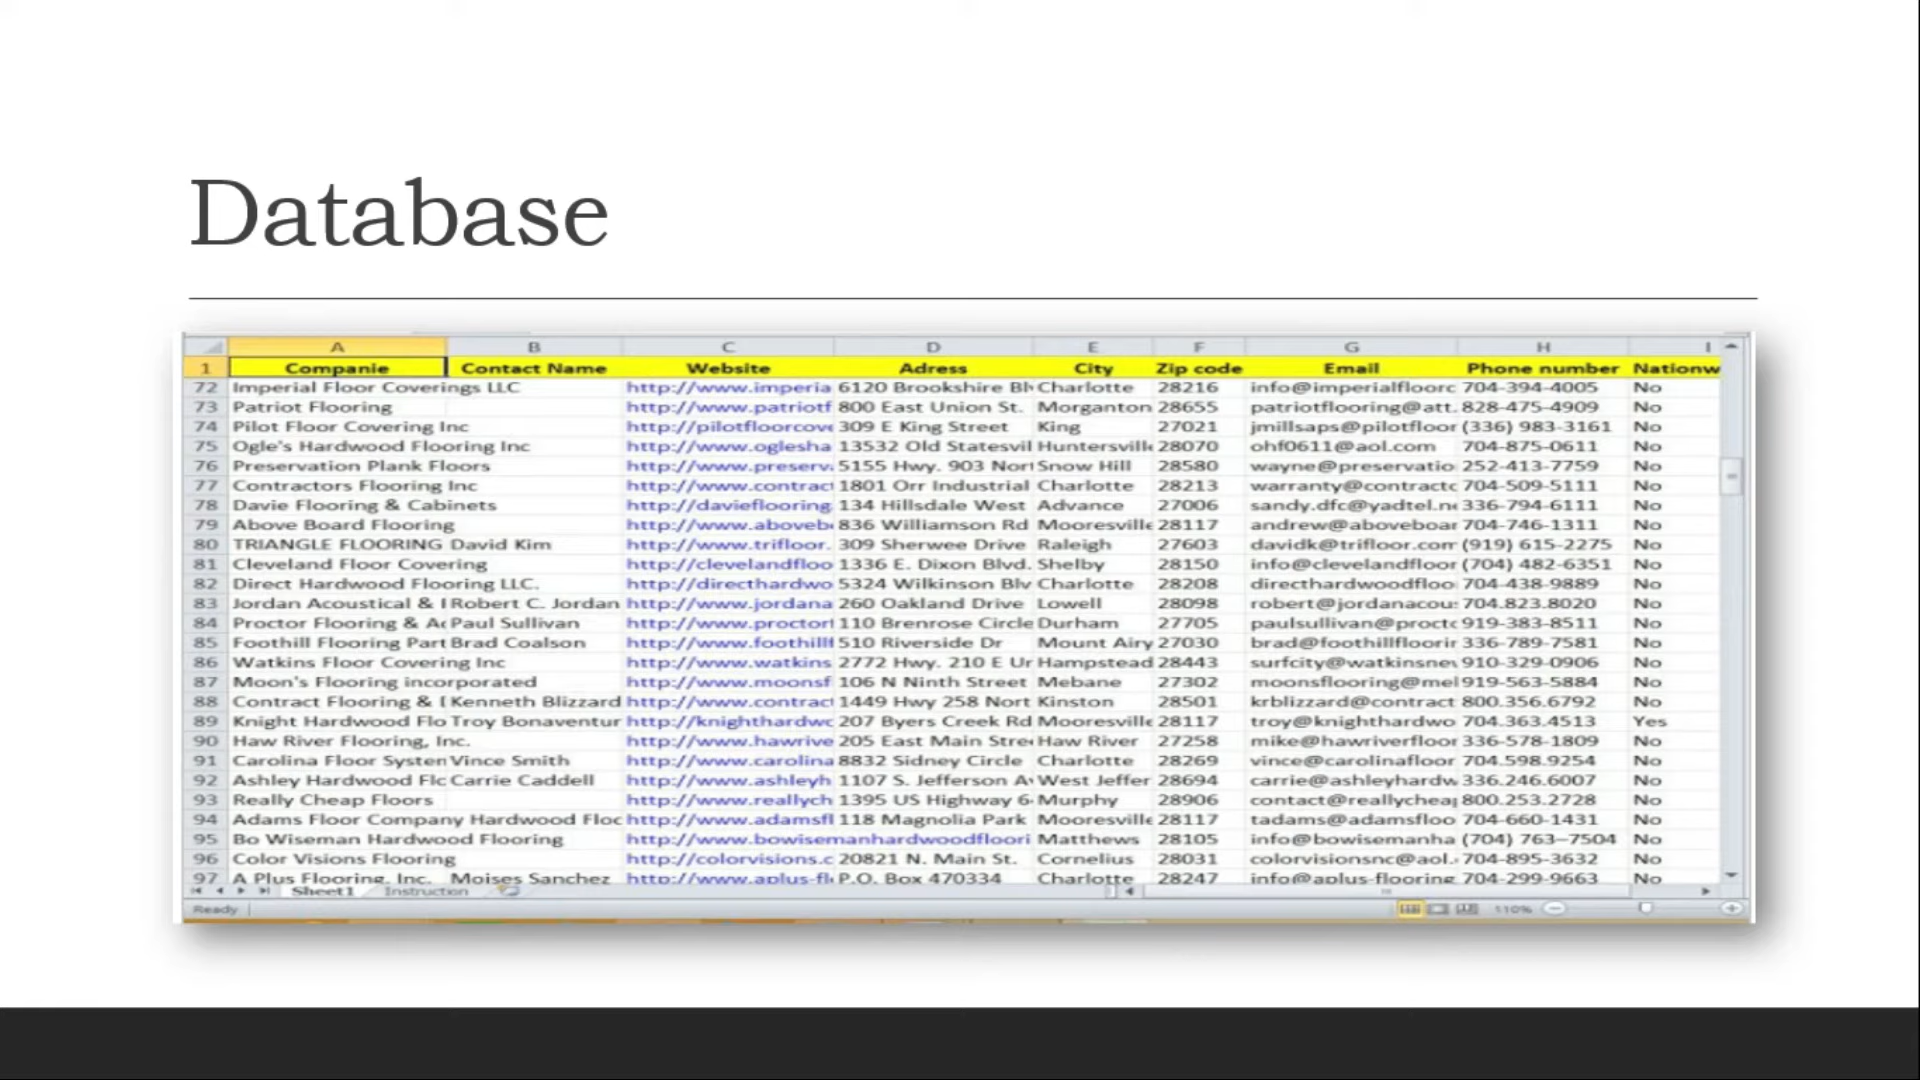 Database
A B C D E F G H I
1 Companie Contact Name Website Adress City Zip code Email Phone number Nationw
72 Imperial Floor Coverings LLC http://www.imperia 6120 Brookshire Bl Charlotte 28216 info@imperialfloorc 704-394-4005 No
73 Patriot Flooring http://www.patriotf 800 East Union St. Morganton 28655 patriotflooring@att. 828-475-4909 No
74 Pilot Floor Covering Inc http://pilotfloorcove 309 E King Street King 27021 jmillsaps@pilotfloor (336) 983-3161 No
75 Ogle's Hardwood Flooring Inc http://www.oglesha 13532 Old Statesvil Huntersville 28070 ohf0611@aol.com 704-875-0611 No
76 Preservation Plank Floors http://www.preserv 5155 Hwy. 903 Nor Snow Hill 28580 wayne@preservatio 252-413-7759 No
77 Contractors Flooring Inc http://www.contrac 1801 Orr Industrial Charlotte 28213 warranty@contractc 704-509-5111 No
78 Davie Flooring & Cabinets http://davieflooring 134 Hillsdale West Advance 27006 sandy.dfc@yadtel.n 336-794-6111 No
79 Above Board Flooring http://www.aboveb 836 Williamson Rd Mooresville 28117 andrew@aboveboar 704-746-1311 No
80 TRIANGLE FLOORING David Kim http://www.trifloor. 309 Sherwee Drive Raleigh 27603 davidk@trifloor.com (919) 615-2275 No
81 Cleveland Floor Covering http://clevelandfloo 1336 E. Dixon Blvd. Shelby 28150 info@clevelandfloor (704) 482-6351 No
82 Direct Hardwood Flooring LLC. http://directhardwo 5324 Wilkinson Blv Charlotte 28208 directhardwoodfloo 704-438-9889 No
83 Jordan Acoustical & Robert C. Jordan http://www.jordana 260 Oakland Drive Lowell 28098 robert@jordanacou 704.823.8020 No
84 Proctor Flooring & Ac Paul Sullivan http://www.proctor 110 Brenrose Circle Durham 27705 paulsullivan@procto 919-383-8511 No
85 Foothill Flooring Part Brad Coalson http://www.foothill 510 Riverside Dr Mount Airy 27030 brad@foothillfloorin 336-789-7581 No
86 Watkins Floor Covering Inc http://www.watkins 2772 Hwy. 210 E Ur Hampstead 28443 surfcity@watkinsnew 910-329-0906 No
87 Moon's Flooring incorporated http://www.moonsf 106 N Ninth Street Mebane 27302 moonsflooring@meb 919-563-5884 No
88 Contract Flooring & Kenneth Blizzard http://www.contrac 1449 Hwy 258 Nort Kinston 28501 krblizzard@contract 800.356.6792 No
89 Knight Hardwood Flo Troy Bonaventur http://knighthardwo 207 Byers Creek Rd Mooresville 28117 troy@knighthardwo 704.363.4513 Yes
90 Haw River Flooring, Inc. http://www.hawrive 205 East Main Stre Haw River 27258 mike@hawriverfloor 336-578-1809 No
91 Carolina Floor System Vince Smith http://www.carolina 8832 Sidney Circle Charlotte 28269 vince@carolinafloor 704.598.9254 No
92 Ashley Hardwood Flo Carrie Caddell http://www.ashleyh 1107 S. Jefferson Av West Jeffer 28694 carrie@ashleyhardw 336.246.6007 No
93 Really Cheap Floors http://www.reallych 1395 US Highway 6 Murphy 28906 contact@reallycheap 800.253.2728 No
94 Adams Floor Company Hardwood Floc http://www.adamsfl 118 Magnolia Park Mooresville 28117 tadams@adamsfloo 704-660-1431 No
95 Bo Wiseman Hardwood Flooring http://www.bowisemanhardwoodfloori Matthews 28105 info@bowisemanha (704) 763–7504 No
96 Color Visions Flooring http://colorvisions.c 20821 N. Main St. Cornelius 28031 colorvisionsnc@aol. 704-895-3632 No
97 A Plus Flooring, Inc. Moises Sanchez http://www.aplus-fl P.O. Box 470334 Charlotte 28247 info@aplus-flooring 704-299-9663 No
Sheet1 Instruction
Ready 110%